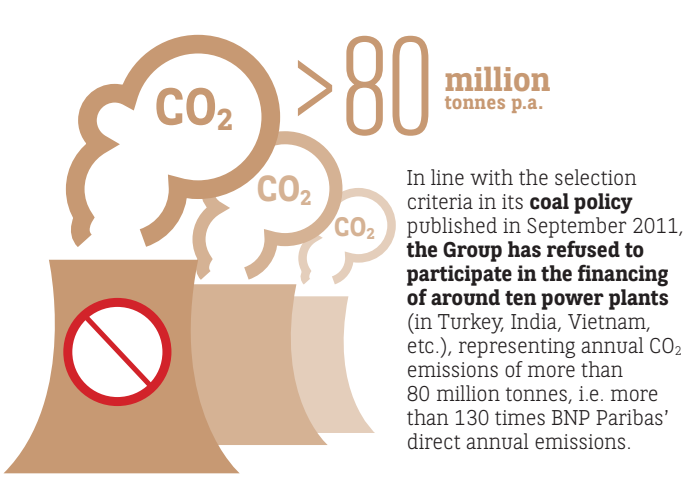 CO₂
> 80 million
tonnes p.a.
CO₂
CO₂
In line with the selection
criteria in its coal policy
published in September 2011,
the Group has refused to
participate in the financing
of around ten power plants
(in Turkey, India, Vietnam,
etc.), representing annual CO₂
emissions of more than
80 million tonnes, i.e. more
than 130 times BNP Paribas’
direct annual emissions.